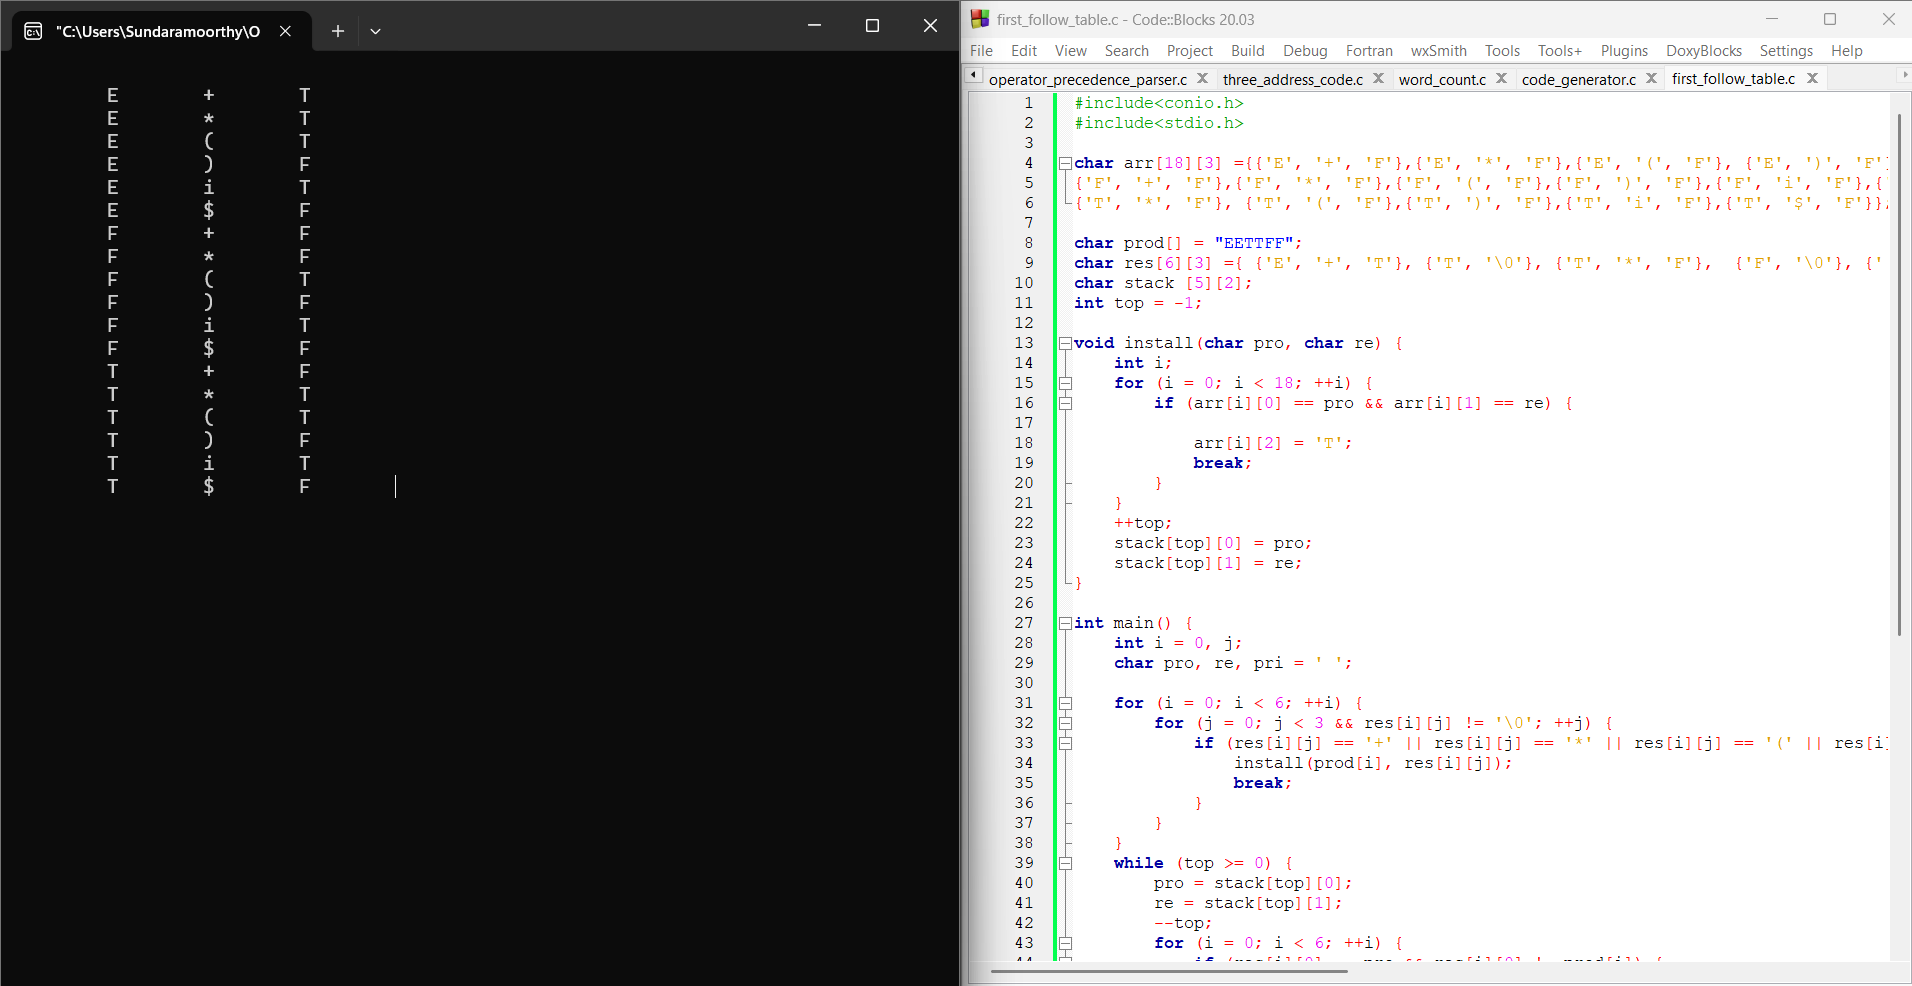 "C:\Users\Sundaramoorthy\O
E + T
E * T
E ( T
E ) F
E i T
E $ F
F + F
F * F
F ( T
F ) F
F i T
F $ F
T + F
T * T
T ( T
T ) F
T i T
T $ F
first_follow_table.c - Code::Blocks 20.03
File Edit View Search Project Build Debug Fortran wxSmith Tools Tools+ Plugins DoxyBlocks Settings Help
operator_precedence_parser.c three_address_code.c word_count.c code_generator.c first_follow_table.c
1 #include<conio.h>
2 #include<stdio.h>
3
4 char arr[18][3] ={{'E', '+', 'F'},{'E', '*', 'F'},{'E', '(', 'F'}, {'E', ')', 'F'
5 {'F', '+', 'F'},{'F', '*', 'F'},{'F', '(', 'F'},{'F', ')', 'F'},{'F', 'i', 'F'},{
6 {'T', '*', 'F'}, {'T', '(', 'F'},{'T', ')', 'F'},{'T', 'i', 'F'},{'T', '$', 'F'}};
7
8 char prod[] = "EETTFF";
9 char res[6][3] ={ {'E', '+', 'T'}, {'T', '\0'}, {'T', '*', 'F'}, {'F', '\0'}, {'
10 char stack [5][2];
11 int top = -1;
12
13 void install(char pro, char re) {
14 int i;
15 for (i = 0; i < 18; ++i) {
16 if (arr[i][0] == pro && arr[i][1] == re) {
17
18 arr[i][2] = 'T';
19 break;
20 }
21 }
22 ++top;
23 stack[top][0] = pro;
24 stack[top][1] = re;
25 }
26
27 int main() {
28 int i = 0, j;
29 char pro, re, pri = ' ';
30
31 for (i = 0; i < 6; ++i) {
32 for (j = 0; j < 3 && res[i][j] != '\0'; ++j) {
33 if (res[i][j] == '+' || res[i][j] == '*' || res[i][j] == '(' || res[i]
34 install(prod[i], res[i][j]);
35 break;
36 }
37 }
38 }
39 while (top >= 0) {
40 pro = stack[top][0];
41 re = stack[top][1];
42 --top;
43 for (i = 0; i < 6; ++i) {